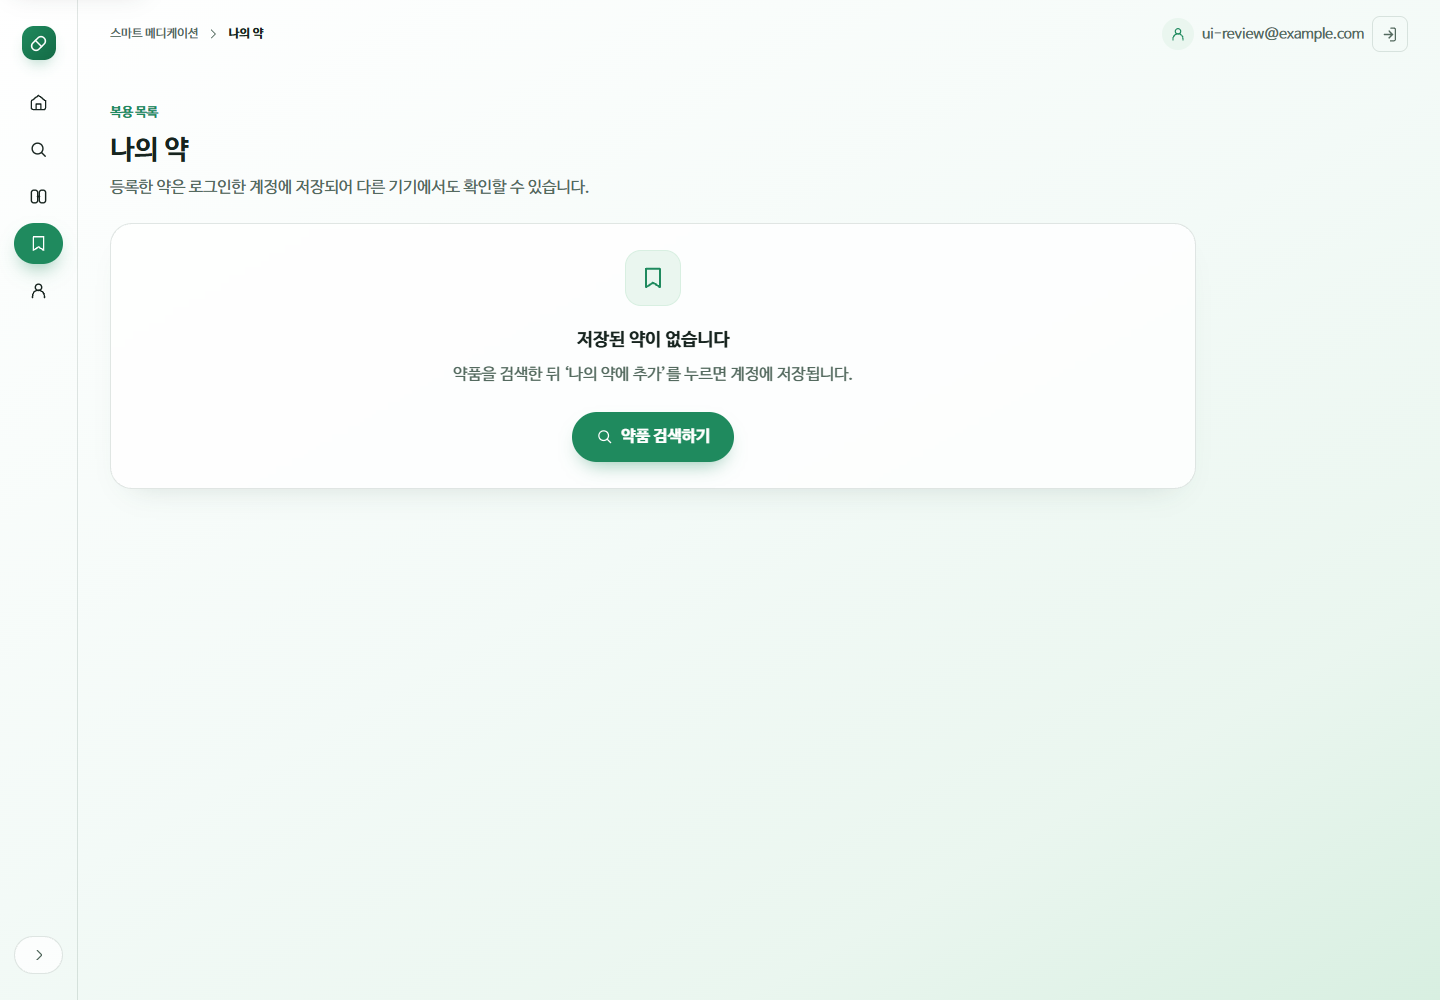 스마트 메디케이션 > 나의 약
ui-review@example.com
복용 목록
나의 약
등록한 약은 로그인한 계정에 저장되어 다른 기기에서도 확인할 수 있습니다.
저장된 약이 없습니다
약품을 검색한 뒤 ‘나의 약에 추가’를 누르면 계정에 저장됩니다.
약품 검색하기